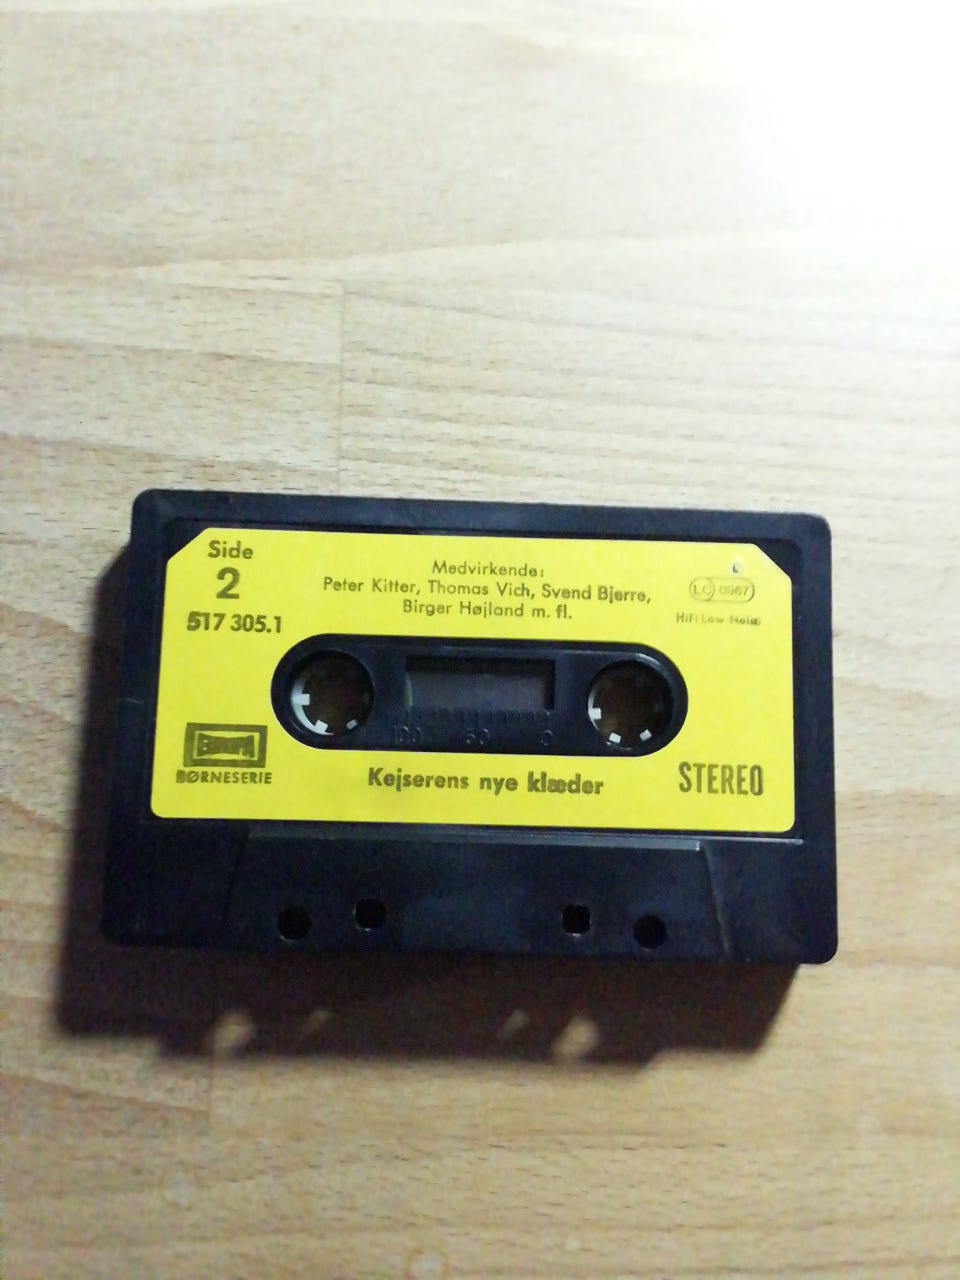 Side
2
517 305.1
Medvirkende:
Peter Kitter, Thomas Vich, Svend Bjerre,
Birger Højland m. fl.
LC 0967
HiFi Low Noise
100 50 0
EUROPA
BØRNESERIE
Kejserens nye klæder
STEREO